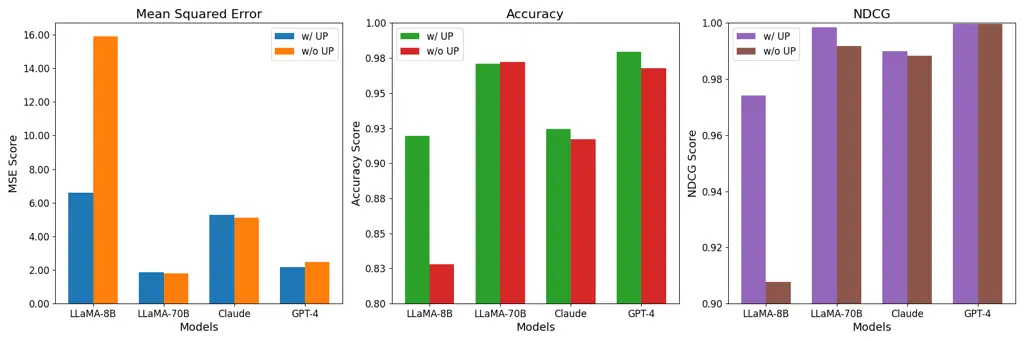 Mean Squared Error
MSE Score
16.00
14.00
12.00
10.00
8.00
6.00
4.00
2.00
0.00
w/ UP
w/o UP
LLaMA-8B
LLaMA-70B
Claude
GPT-4
Models
Accuracy
Accuracy Score
1.00
0.98
0.95
0.93
0.90
0.88
0.85
0.83
0.80
w/ UP
w/o UP
LLaMA-8B
LLaMA-70B
Claude
GPT-4
Models
NDCG
NDCG Score
1.00
0.98
0.96
0.94
0.92
0.90
w/ UP
w/o UP
LLaMA-8B
LLaMA-70B
Claude
GPT-4
Models